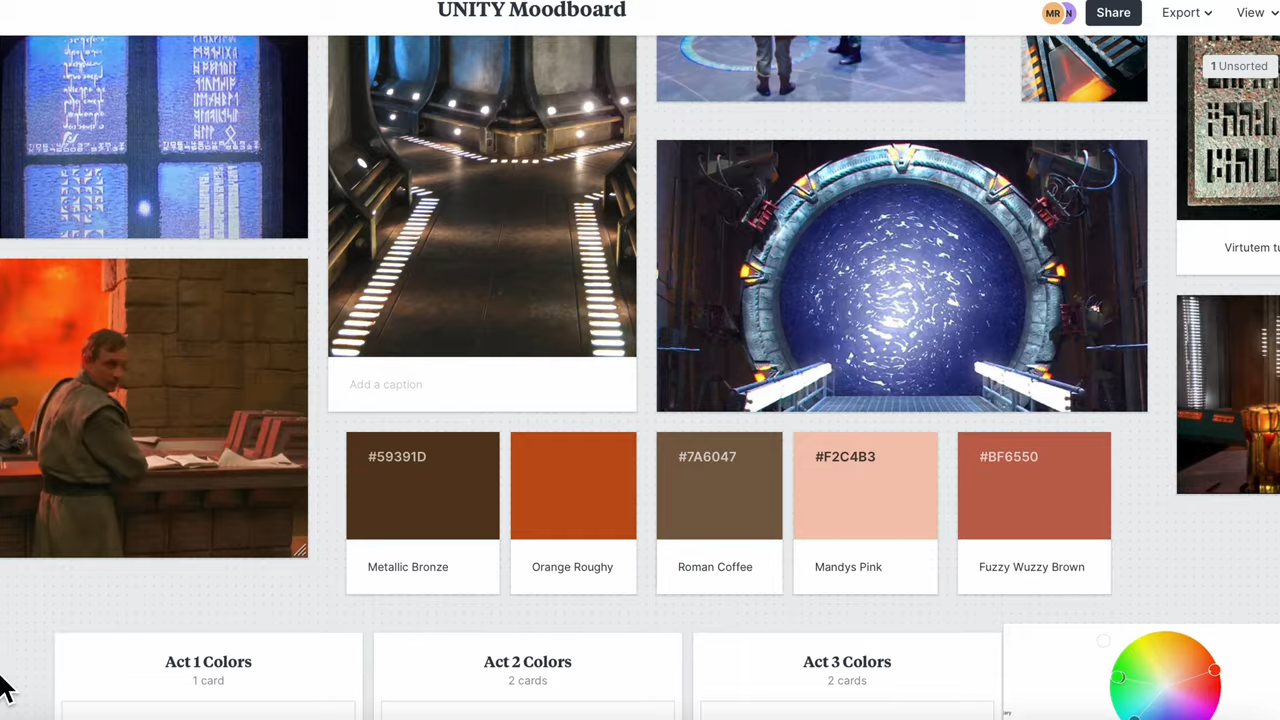 UNITY Moodboard
MR
N
Share
Export
View
1 Unsorted
Add a caption
Virtutem
#59391D
#7A6047
#F2C4B3
#BF6550
Metallic Bronze
Orange Roughy
Roman Coffee
Mandys Pink
Fuzzy Wuzzy Brown
Act 1 Colors
Act 2 Colors
Act 3 Colors
1 card
2 cards
2 cards